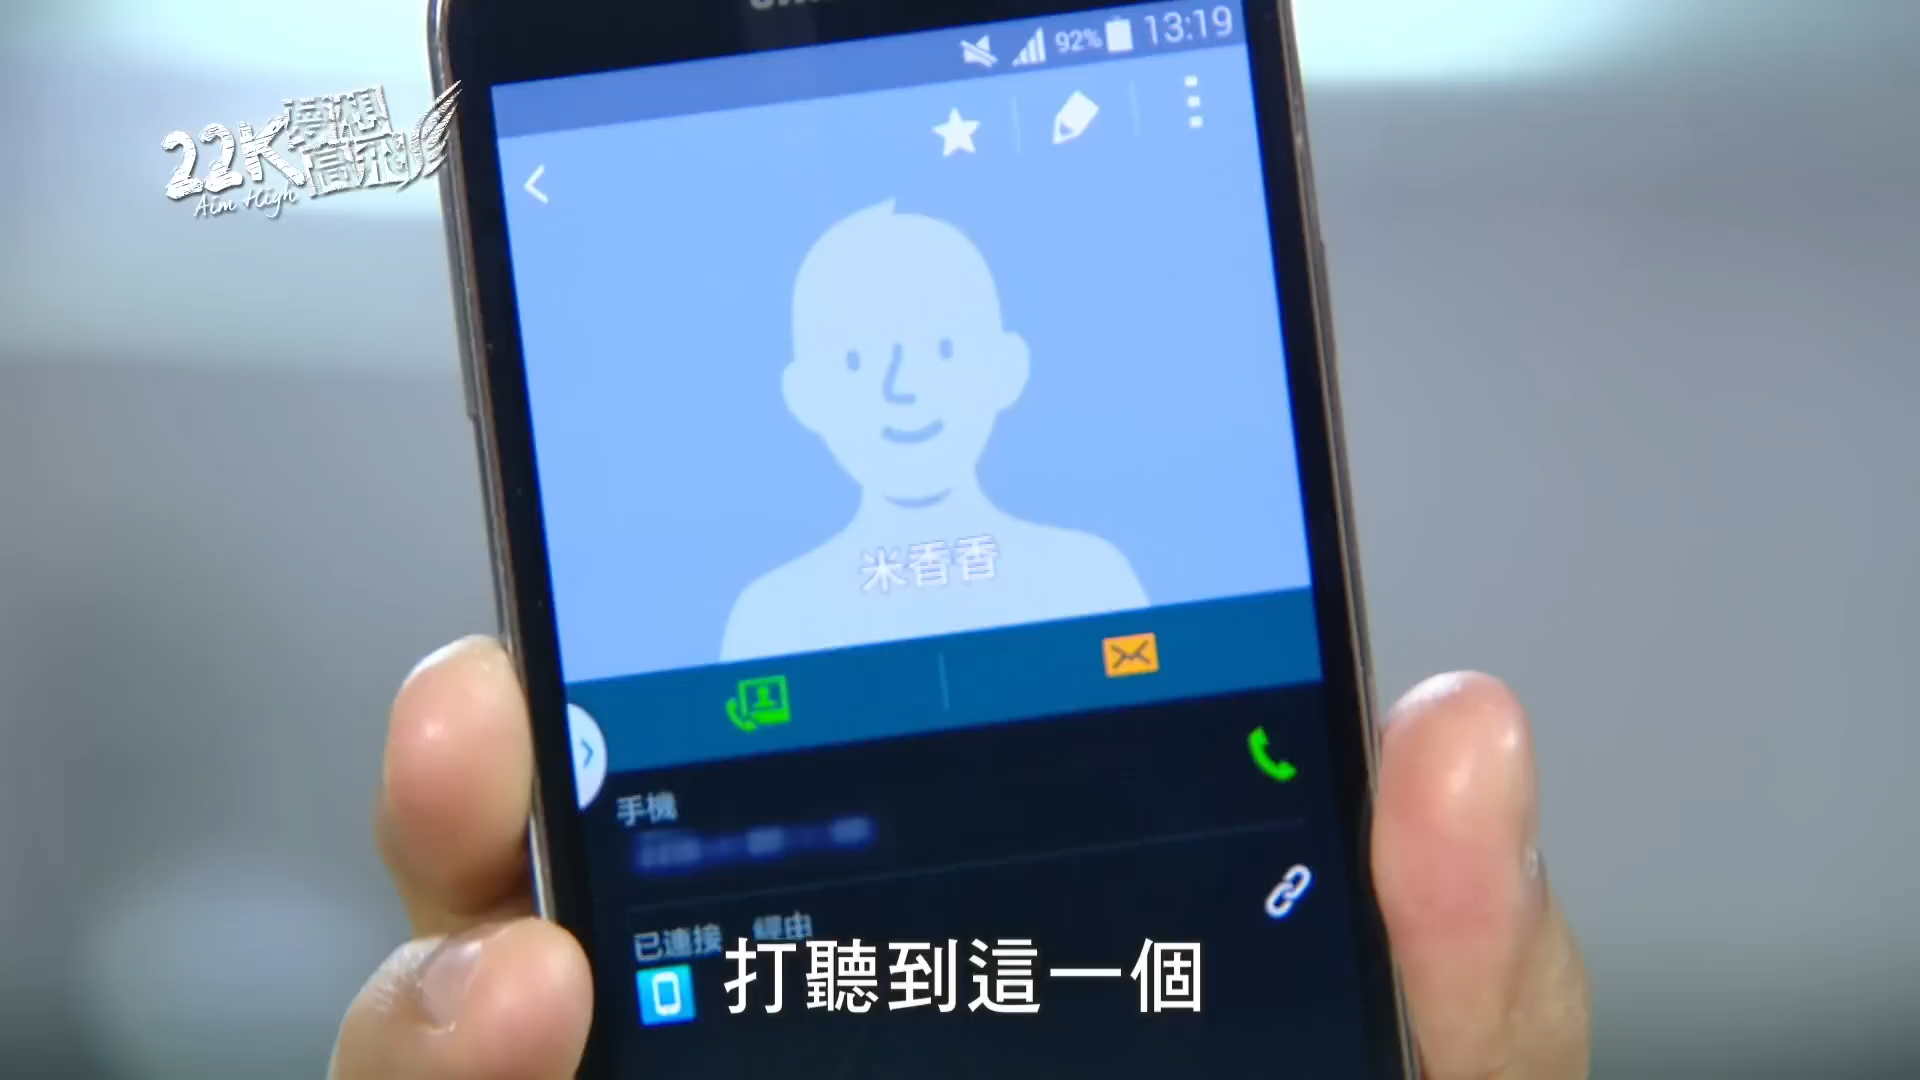 92% 13:19
22K夢想
高飛
Aim High
米香香
手機
已連接 經由
打聽到這一個